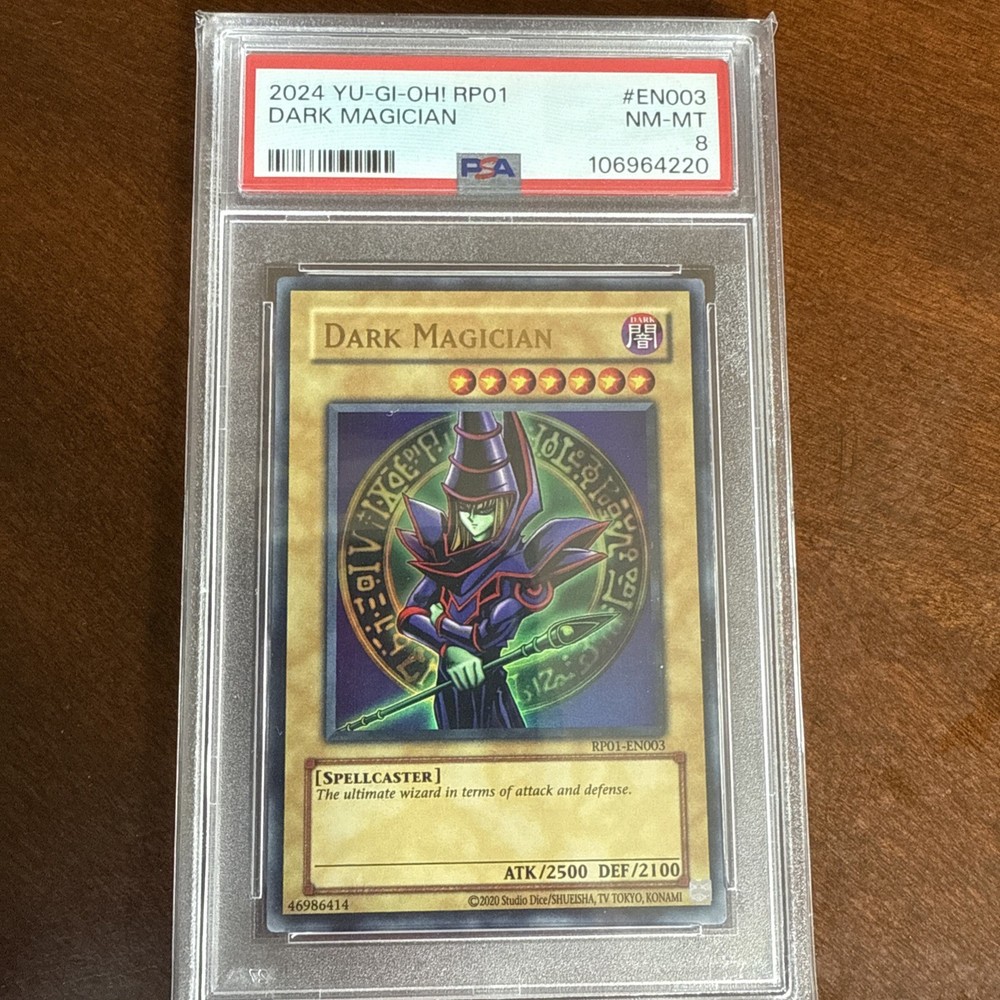 2024 YU-GI-OH! RP01 #EN003
DARK MAGICIAN NM-MT
8
PSA 106964220
DARK MAGICIAN
DARK
闇
RP01-EN003
[SPELLCASTER]
The ultimate wizard in terms of attack and defense.
ATK/2500 DEF/2100
46986414 ©2020 Studio Dice/SHUEISHA, TV TOKYO, KONAMI